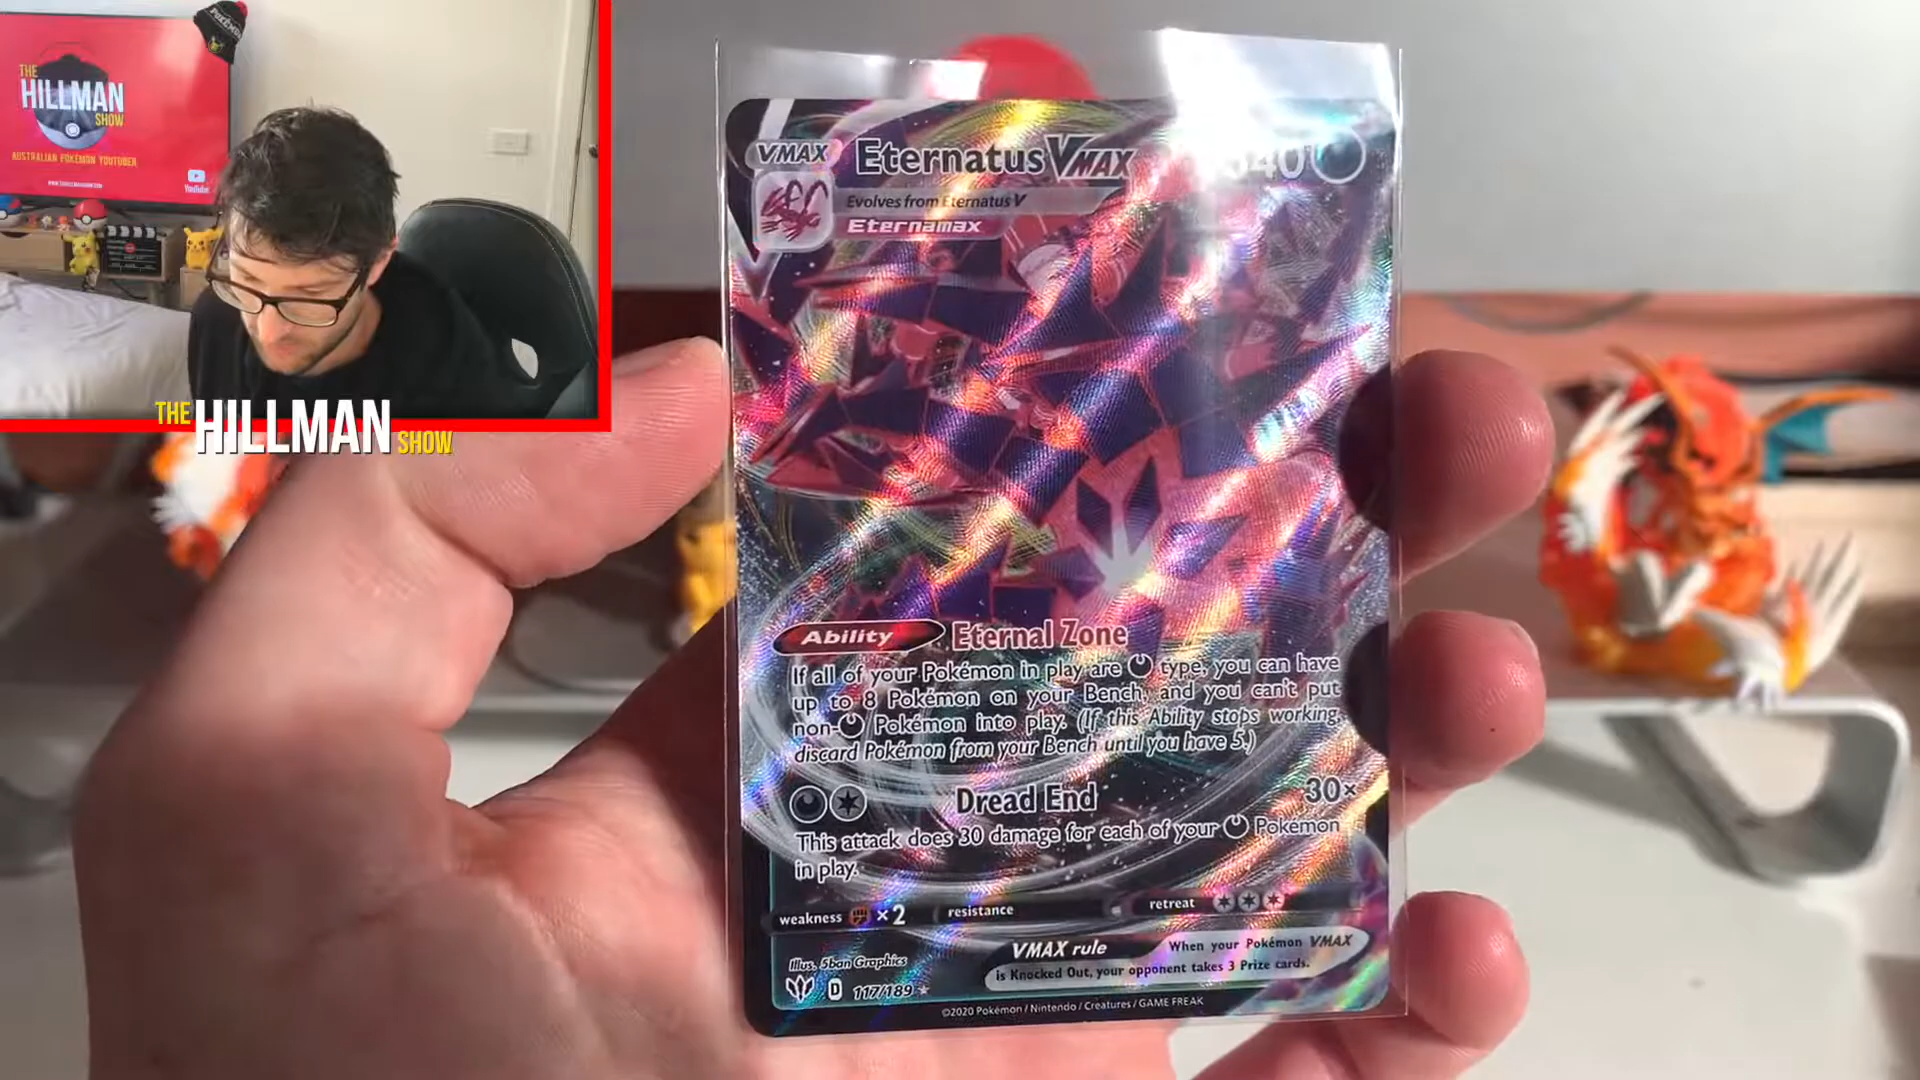 THE
HILLMAN
SHOW
AUSTRALIAN POKÉMON YOUTUBER
YouTube
POKÉMON
THE HILLMAN SHOW
VMAX
Eternatus VMAX
Evolves from Eternatus V
Eternamax
Ability Eternal Zone
If all of your Pokémon in play are type, you can have
up to 8 Pokémon on your Bench, and you can't put
non- Pokémon into play. (If this Ability stops working,
discard Pokémon from your Bench until you have 5.)
Dread End 30×
This attack does 30 damage for each of your Pokémon
in play.
weakness ×2 resistance retreat
VMAX rule When your Pokémon VMAX
is Knocked Out, your opponent takes 3 Prize cards.
Illus. 5ban Graphics
D 117/189
©2020 Pokémon / Nintendo / Creatures / GAME FREAK